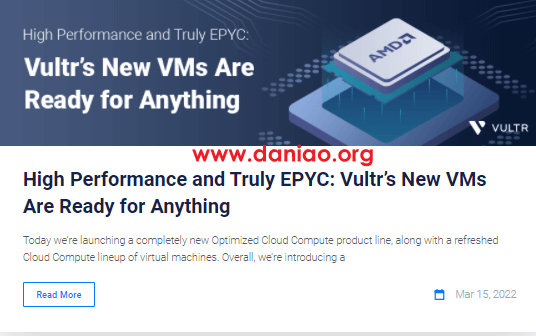 High Performance and Truly EPYC:
Vultr's New VMs Are
Ready for Anything
AMD
VULTR
www.daniao.org
High Performance and Truly EPYC: Vultr's New VMs
Are Ready for Anything
Today we're launching a completely new Optimized Cloud Compute product line, along with a refreshed
Cloud Compute lineup of virtual machines. Overall, we're introducing a
Read More
Mar 15, 2022